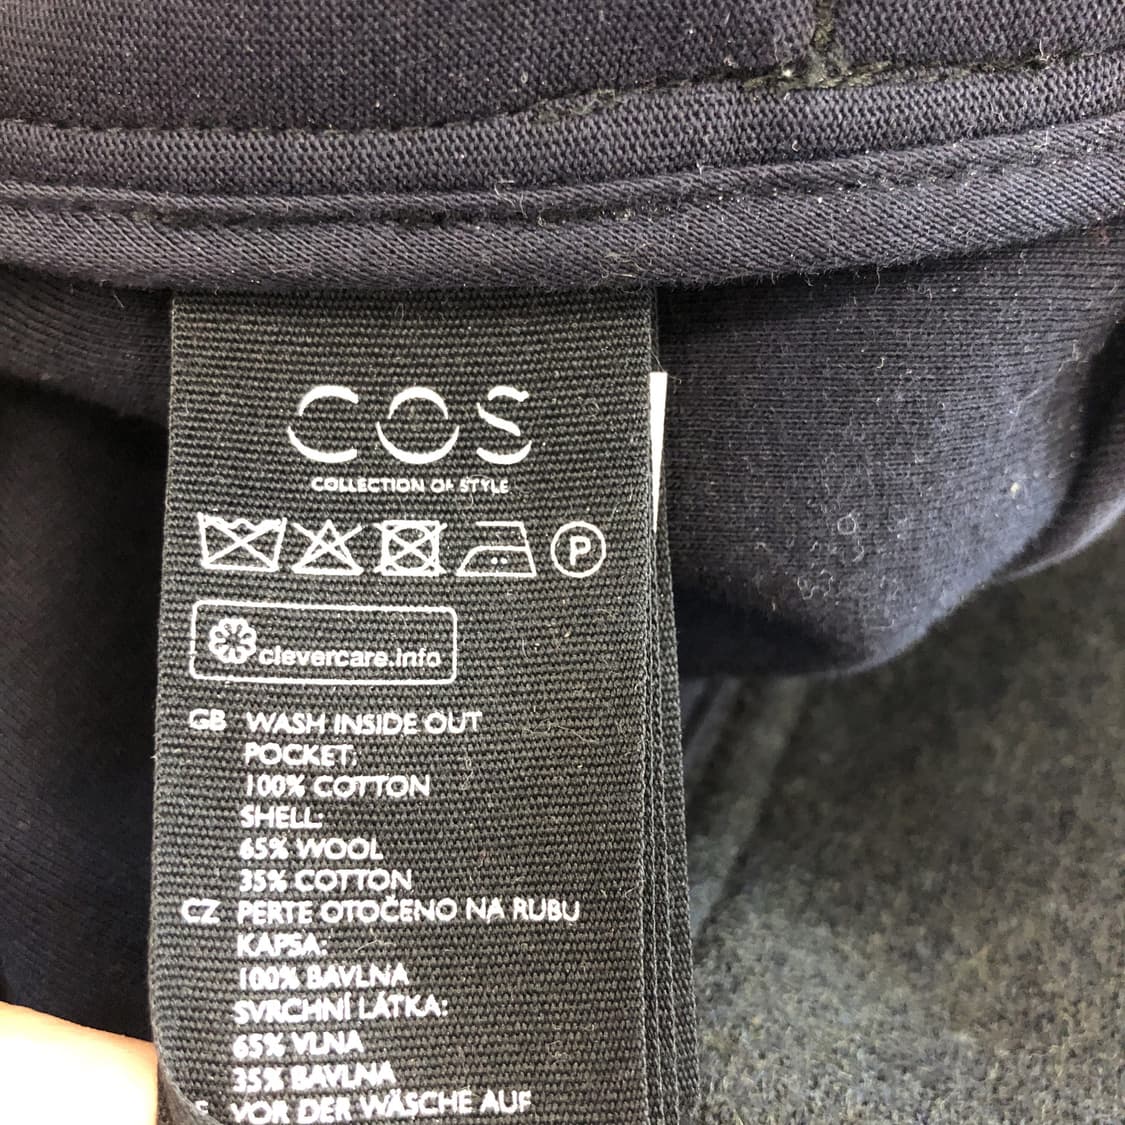 COS
COLLECTION OF STYLE
P
clevercare.info
GB WASH INSIDE OUT
POCKET:
100% COTTON
SHELL:
65% WOOL
35% COTTON
CZ PERTE OTOČENO NA RUBU
KAPSA:
100% BAVLNA
SVRCHNÍ LÁTKA:
65% VLNA
35% BAVLNA
VOR DER WÄSCHE AUF